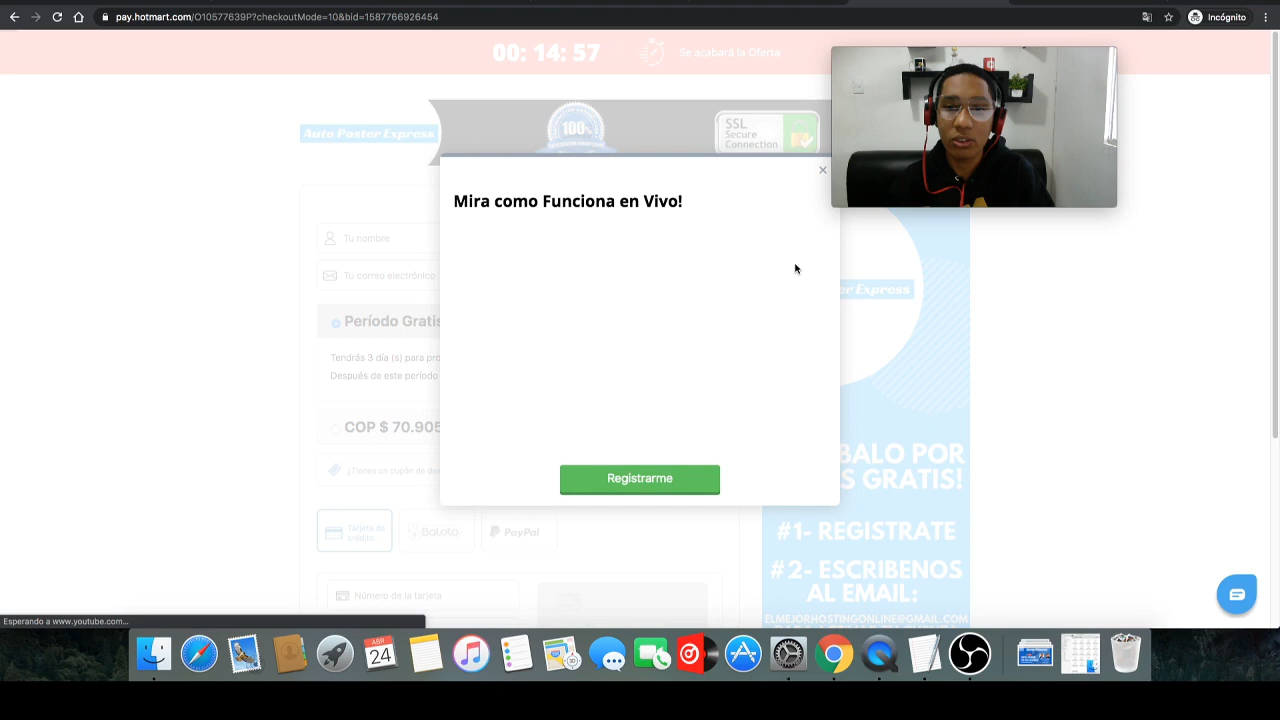 pay.hotmart.com/O10577639P?checkoutMode=10&bid=1587766926454
Incógnito
00: 14: 57
Se acabará la Oferta
Auto Poster Express
100%
SSL
Secure
Connection
Mira como Funciona en Vivo!
Tu nombre
Tu correo electrónico
er Express
Período Gratis
Tendrás 3 día (s) para pro
Después de este período
COP $ 70.905
¿Tienes un cupón de de
Registrarme
BALO POR
S GRATIS!
Tarjeta de
crédito
Baloto
PayPal
#1- REGISTRATE
#2- ESCRIBENOS
AL EMAIL:
Número de la tarjeta
ELMEJORHOSTINGONLINE@GMAIL.COM
Esperando a www.youtube.com...
ABR
24